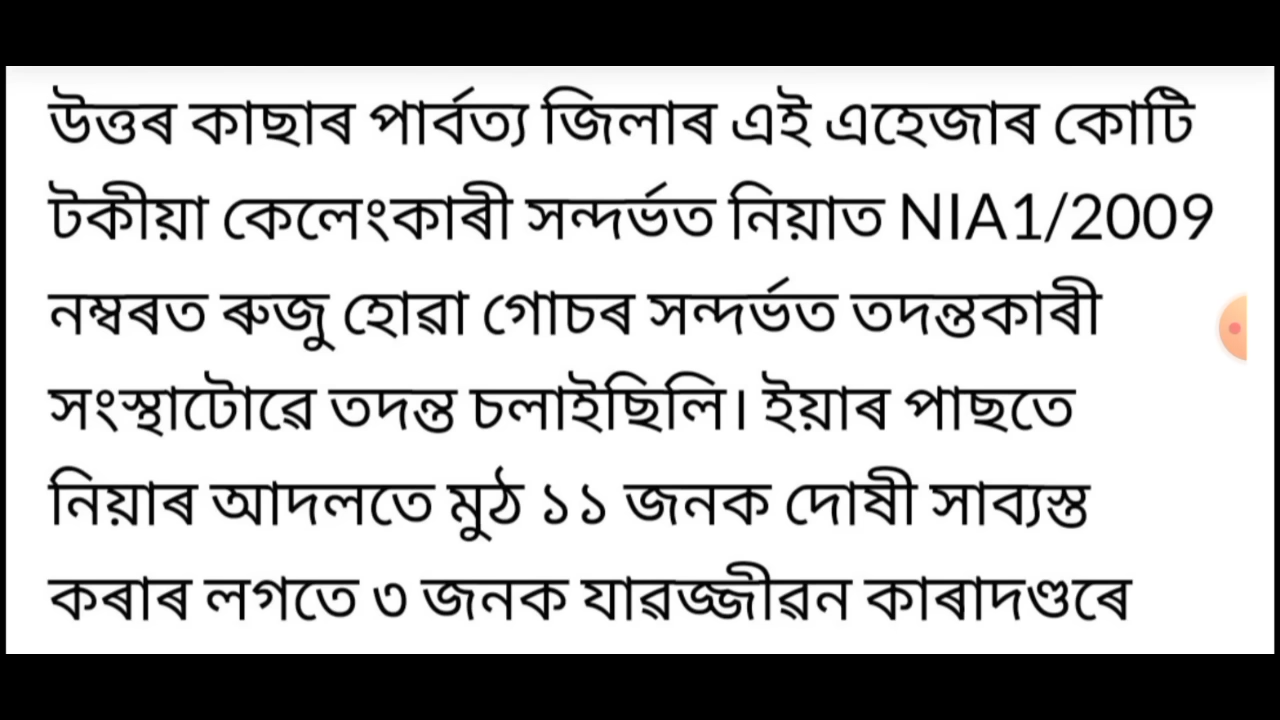 উত্তৰ কাছাৰ পাৰ্বত্য জিলাৰ এই এহেজাৰ কোটি
টকীয়া কেলেংকাৰী সন্দৰ্ভত নিয়াত NIA1/2009
নম্বৰত ৰুজু হোৱা গোচৰ সন্দৰ্ভত তদন্তকাৰী
সংস্থাটোৱে তদন্ত চলাইছিলি। ইয়াৰ পাছতে
নিয়াৰ আদলতে মুঠ ১১ জনক দোষী সাব্যস্ত
কৰাৰ লগতে ৩ জনক যাৱজ্জীৱন কাৰাদণ্ডৰে